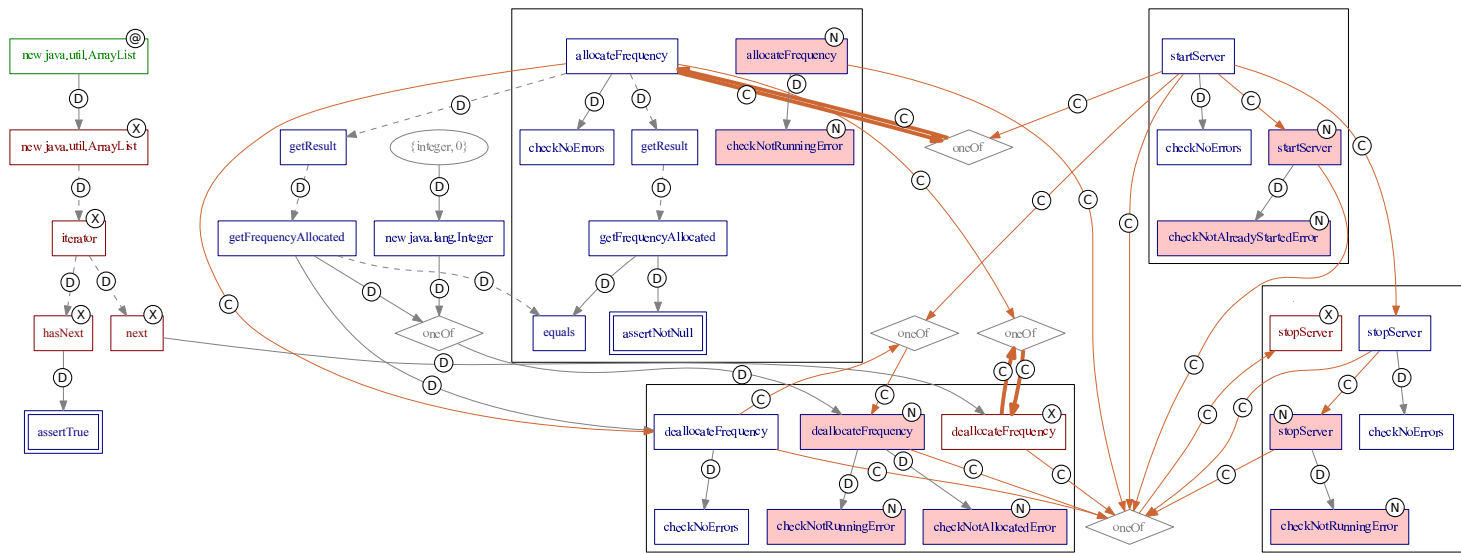 @
new java.util.ArrayList
D
X
new java.util.ArrayList
D
X
iterator
D
D
X
hasNext
X
next
D
assertTrue
D
getResult
{integer, 0}
D
D
getFrequencyAllocated
new java.lang.Integer
D
D
D
oneOf
allocateFrequency
N
allocateFrequency
D
D
D
C
checkNoErrors
getResult
N
checkNotRunningError
D
getFrequencyAllocated
D
D
equals
assertNotNull
C
C
oneOf
C
C
C
C
C
startServer
D
C
C
checkNoErrors
N
startServer
D
N
checkNotAlreadyStartedError
oneOf
oneOf
X
stopServer
stopServer
D
D
D
C
C
C
C
C
C
C
C
D
deallocateFrequency
N
deallocateFrequency
X
deallocateFrequency
N
stopServer
checkNoErrors
D
D
D
C
C
C
C
D
checkNoErrors
N
checkNotRunningError
N
checkNotAllocatedError
oneOf
N
checkNotRunningError